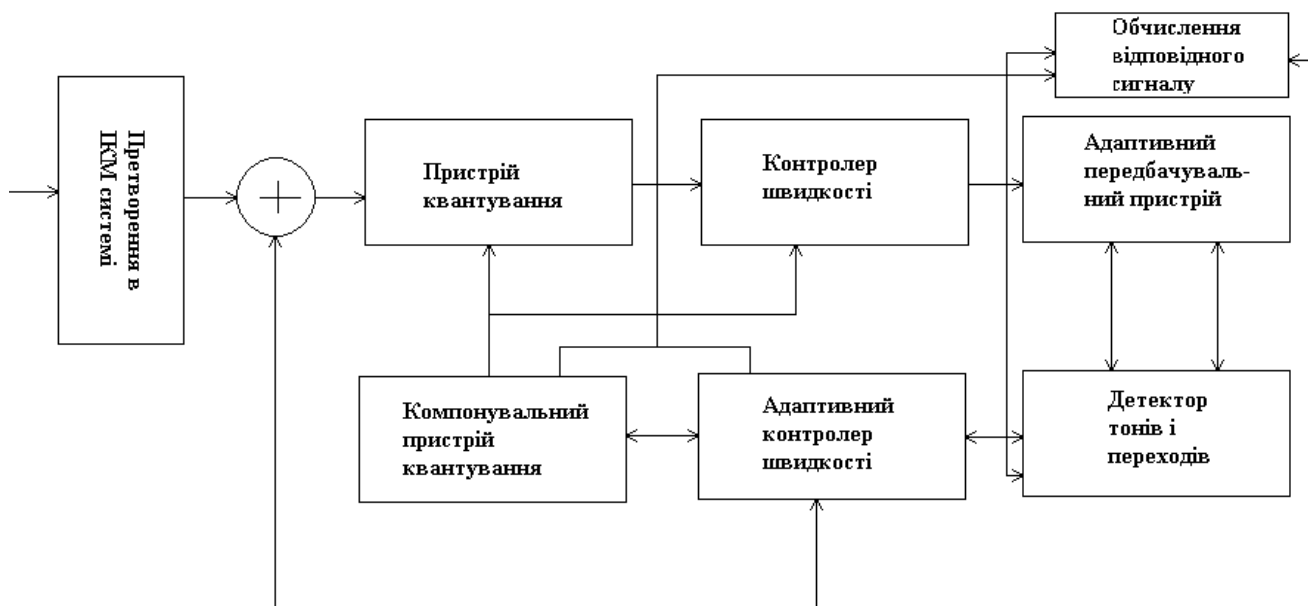 Претворення в
ІКМ системі
Пристрій
квантування
Контролер
швидкості
Обчислення
відповідного
сигналу
Адаптивний
передбачуваль-
ний пристрій
Компонувальний
пристрій
квантування
Адаптивний
контролер
швидкості
Детектор
тонів і
переходів